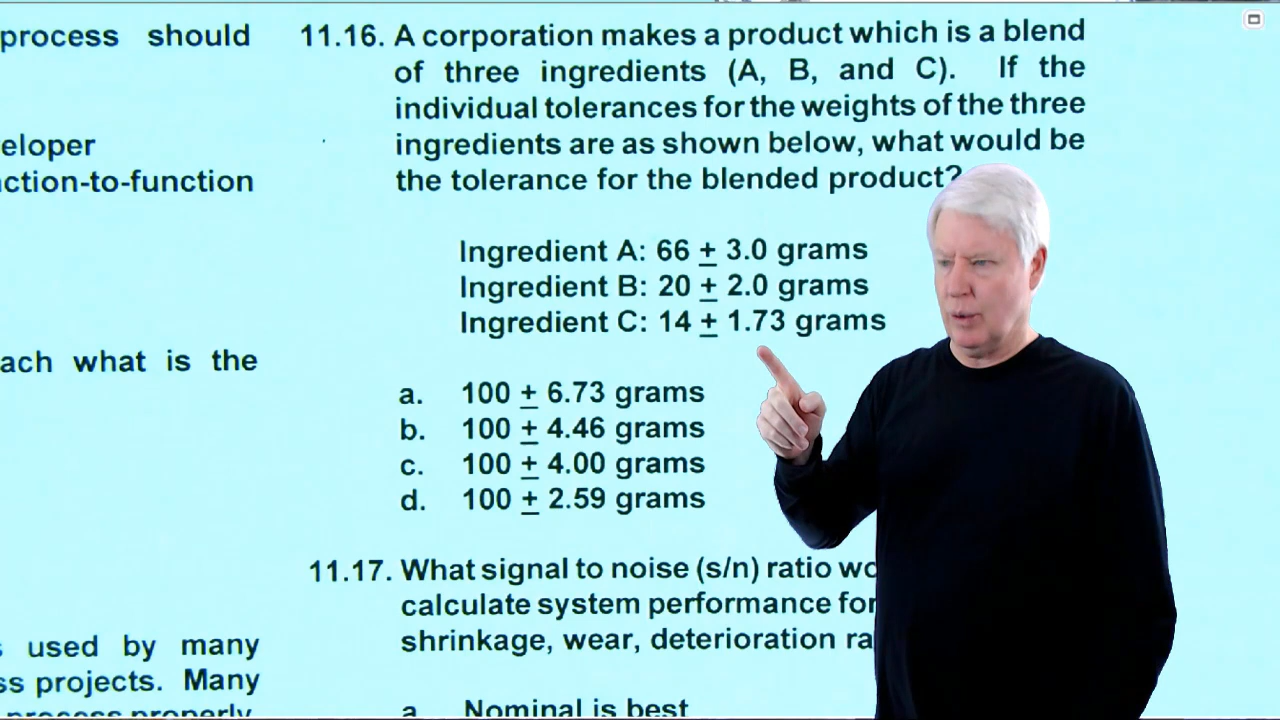 process should
eloper
ction-to-function
ach what is the
used by many
ss projects. Many
process properly.
11.16. A corporation makes a product which is a blend
of three ingredients (A, B, and C). If the
individual tolerances for the weights of the three
ingredients are as shown below, what would be
the tolerance for the blended product?
Ingredient A: 66 ± 3.0 grams
Ingredient B: 20 ± 2.0 grams
Ingredient C: 14 ± 1.73 grams
a. 100 ± 6.73 grams
b. 100 ± 4.46 grams
c. 100 ± 4.00 grams
d. 100 ± 2.59 grams
11.17. What signal to noise (s/n) ratio wo
calculate system performance for
shrinkage, wear, deterioration ra
a Nominal is best